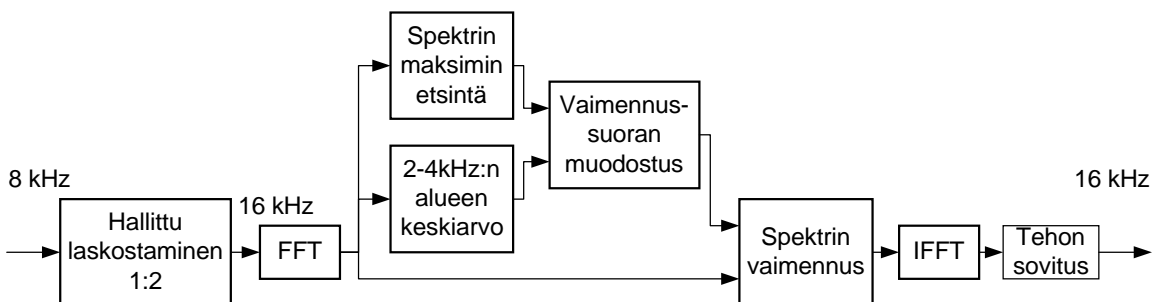 8 kHz
Hallittu
laskostaminen
1:2
16 kHz
FFT
Spektrin
maksimin
etsintä
2-4kHz:n
alueen
keskiarvo
Vaimennus-
suoran
muodostus
Spektrin
vaimennus
IFFT
Tehon
sovitus
16 kHz